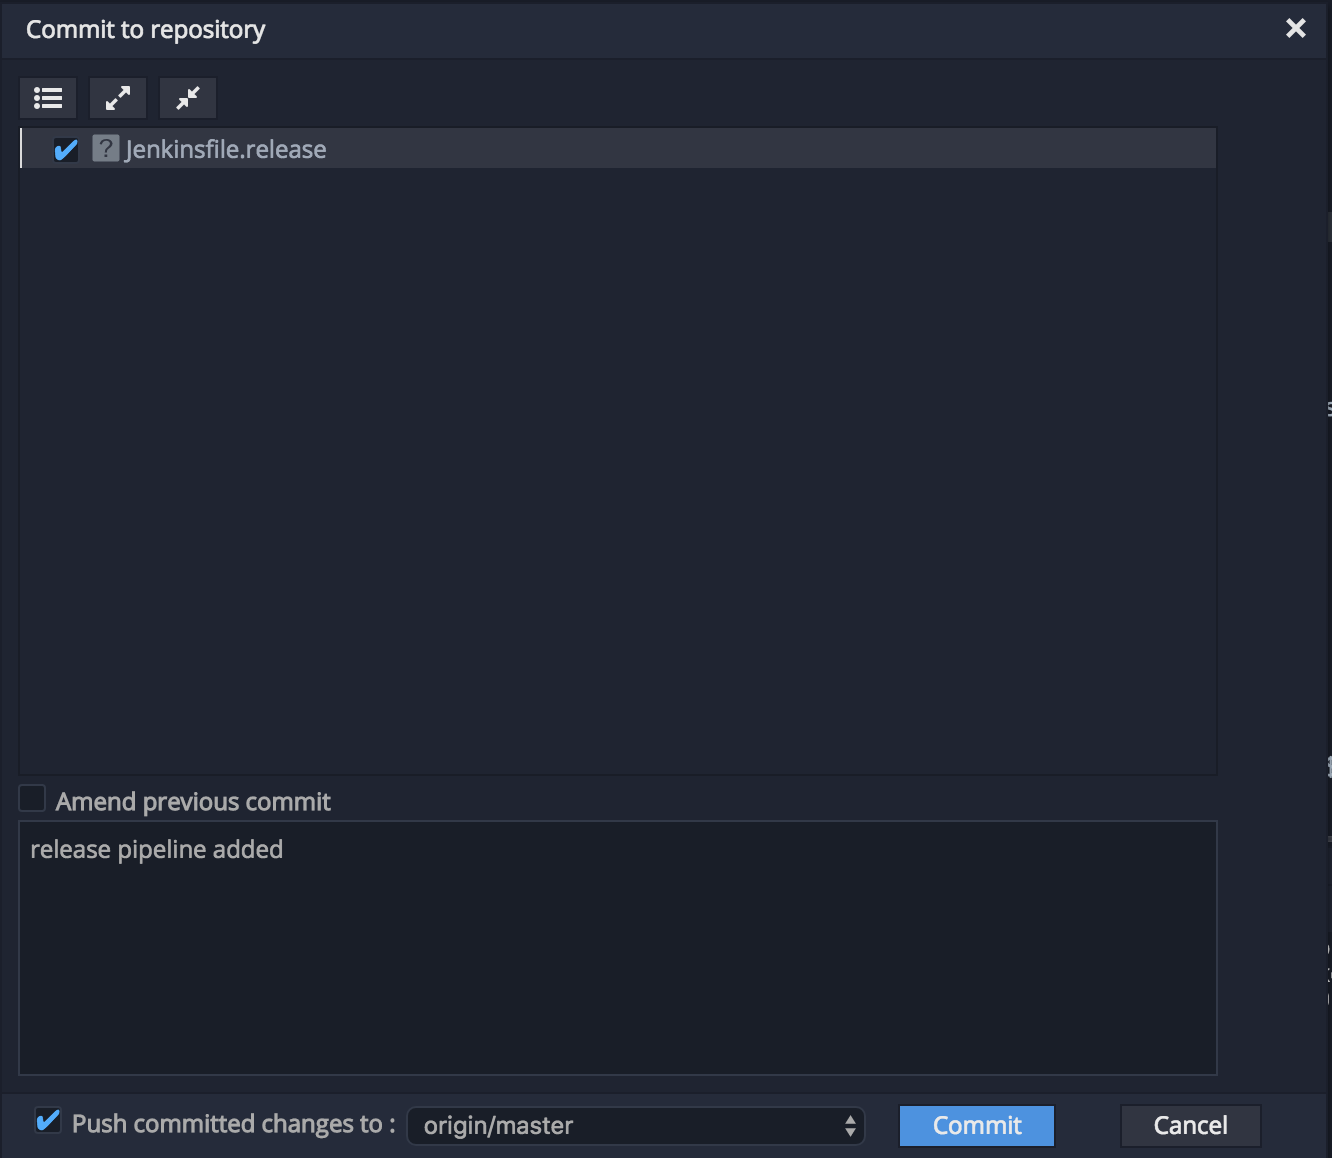 Commit to repository
? Jenkinsfile.release
Amend previous commit
release pipeline added
Push committed changes to : origin/master Commit Cancel